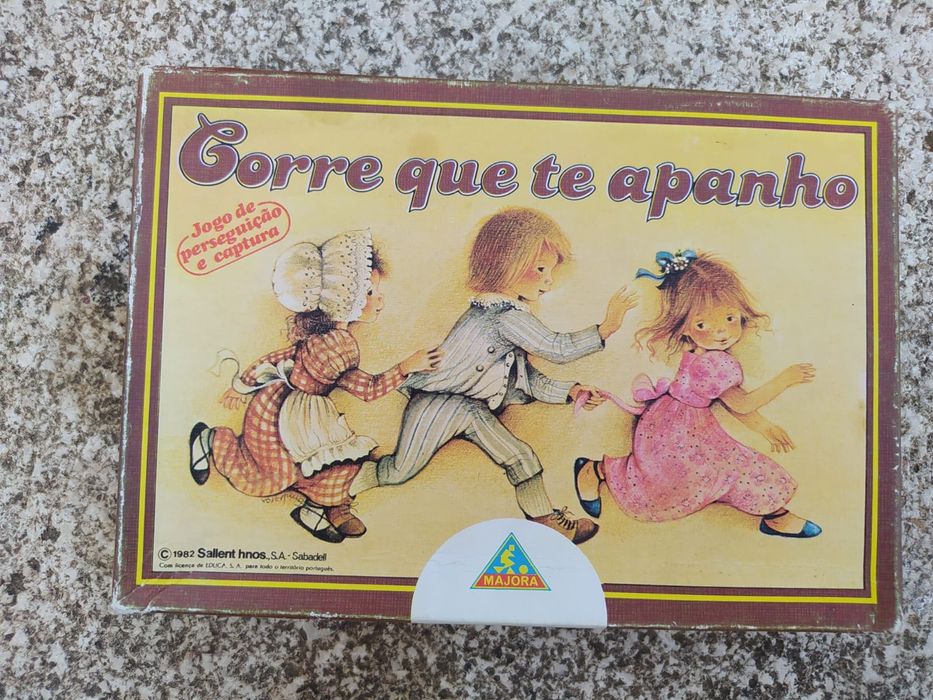 Corre que te apanho
Jogo de
perseguição
e captura
© 1982 Sallent hnos., S.A. - Sabadell
Com licença de EDUCA, S. A. para todo o território português.
MAJORA